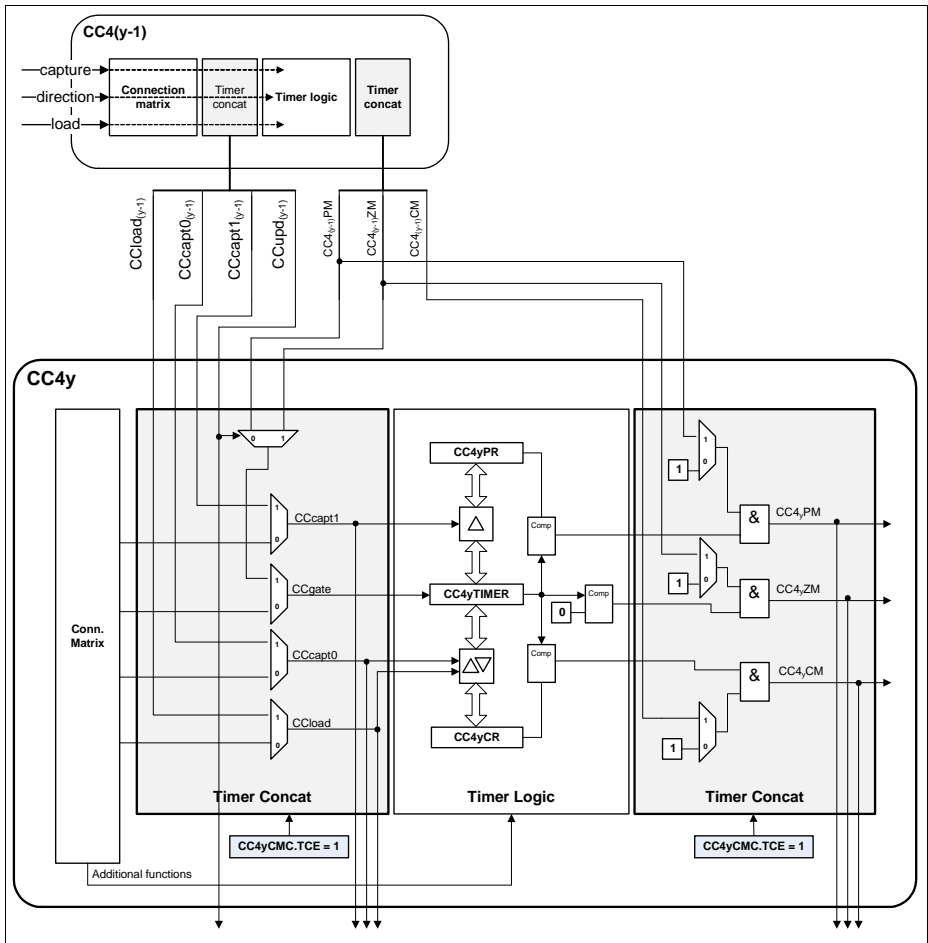 CC4(y-1)
capture
direction
load
Connection
matrix
Timer
concat
Timer logic
Timer
concat
CCload(y-1)
CCcapt0(y-1)
CCcapt1(y-1)
CCupd(y-1)
CC4(y-1)PM
CC4(y-1)ZM
CC4(y-1)CM
CC4y
Conn.
Matrix
0 1
1
0
CCcapt1
1
0
CCgate
1
0
CCcapt0
1
0
CCload
Timer Concat
CC4yCMC.TCE = 1
CC4yPR
Comp
CC4yTIMER
0
Comp
Comp
CC4yCR
Timer Logic
1
0
1
&
CC4yPM
1
0
1
&
CC4yZM
&
CC4yCM
1
0
1
Timer Concat
CC4yCMC.TCE = 1
Additional functions